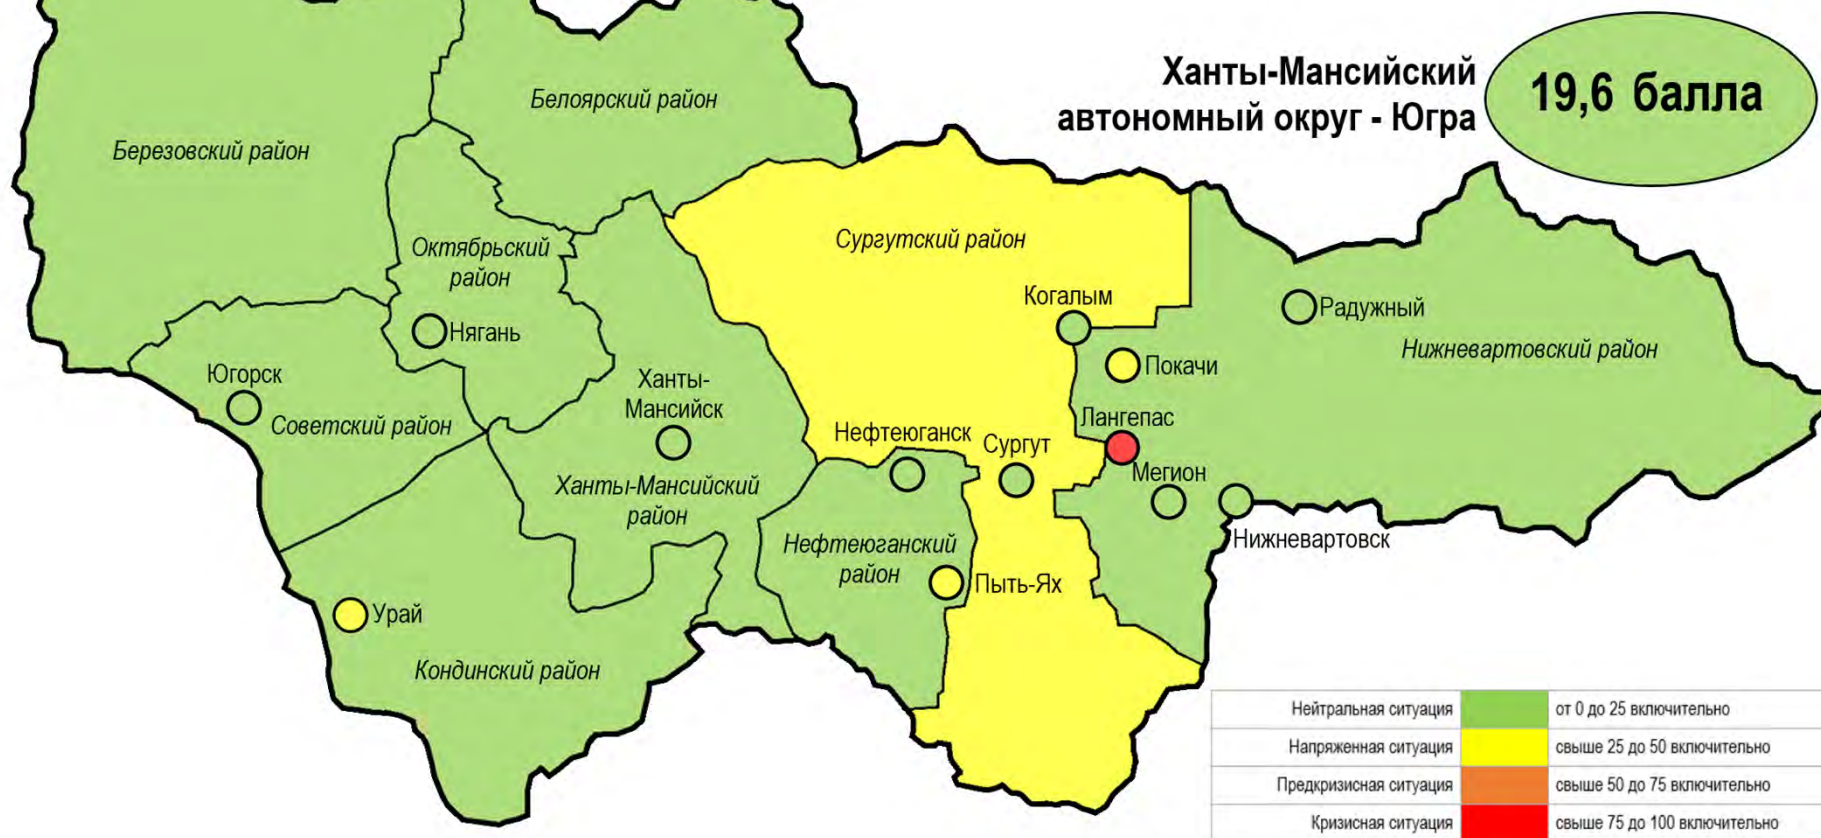 Ханты-Мансийский
автономный округ - Югра
19,6 балла
Белоярский район
Березовский район
Октябрьский
район
Сургутский район
Когалым
Радужный
Нягань
Покачи
Нижневартовский район
Югорск
Ханты-
Мансийск
Советский район
Лангепас
Нефтеюганск
Сургут
Мегион
Ханты-Мансийский
район
Нижневартовск
Нефтеюганский
район
Пыть-Ях
Урай
Кондинский район
Нейтральная ситуация от 0 до 25 включительно
Напряженная ситуация свыше 25 до 50 включительно
Предкризисная ситуация свыше 50 до 75 включительно
Кризисная ситуация свыше 75 до 100 включительно